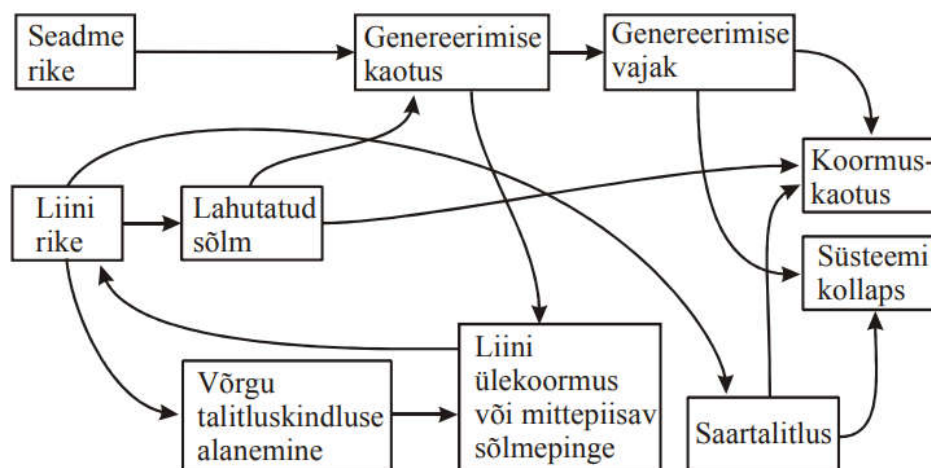 Seadme
rike
Genereerimise
kaotus
Genereerimise
vajak
Koormus-
kaotus
Liini
rike
Lahutatud
sõlm
Süsteemi
kollaps
Võrgu
talitluskindluse
alanemine
Liini
ülekoormus
või mittepiisav
sõlmepinge
Saartalitlus